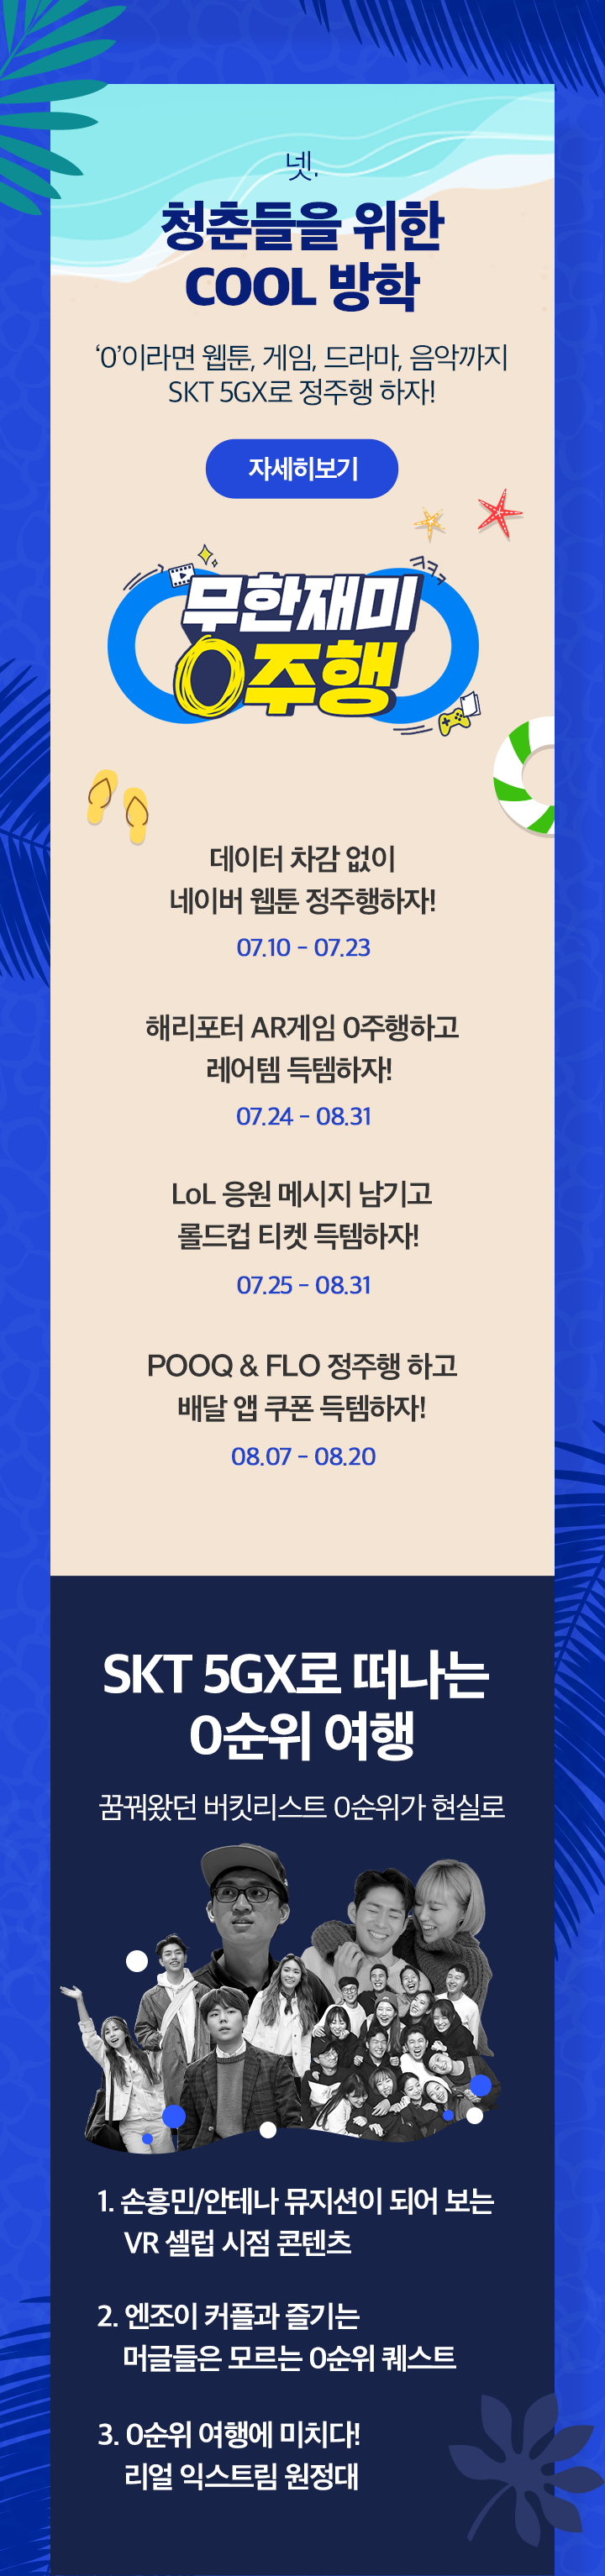 넷.
청춘들을 위한
COOL 방학
‘0’이라면 웹툰, 게임, 드라마, 음악까지
SKT 5GX로 정주행 하자!
자세히보기
ㅋㅋㅋ
무한재미
0주행
데이터 차감 없이
네이버 웹툰 정주행하자!
07.10 - 07.23
해리포터 AR게임 0주행하고
레어템 득템하자!
07.24 - 08.31
LoL 응원 메시지 남기고
롤드컵 티켓 득템하자!
07.25 - 08.31
POOQ & FLO 정주행 하고
배달 앱 쿠폰 득템하자!
08.07 - 08.20
SKT 5GX로 떠나는
0순위 여행
꿈꿔왔던 버킷리스트 0순위가 현실로
1. 손흥민/안테나 뮤지션이 되어 보는
VR 셀럽 시점 콘텐츠
2. 엔조이 커플과 즐기는
머글들은 모르는 0순위 퀘스트
3. 0순위 여행에 미치다!
리얼 익스트림 원정대